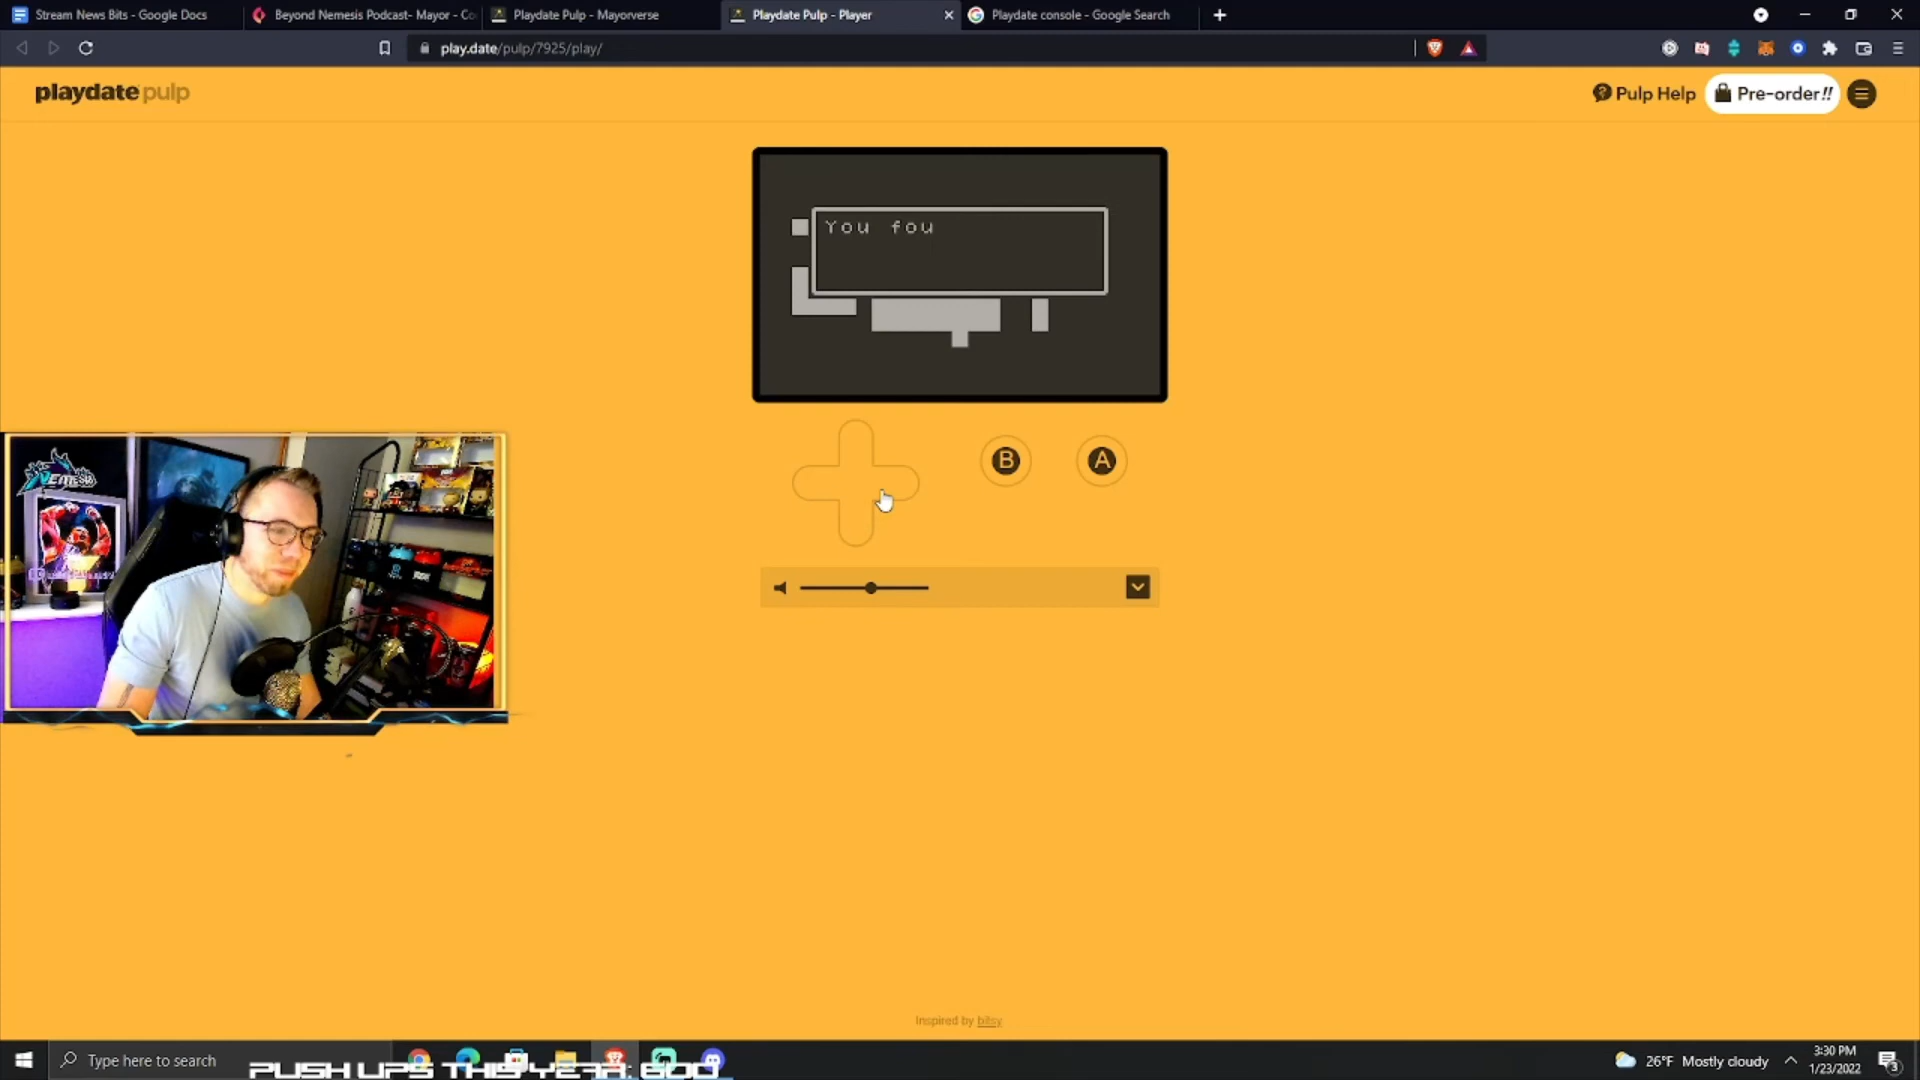 Stream News Bits - Google Docs
Beyond Nemesis Podcast- Mayor - Co
Playdate Pulp - Mayorverse
Playdate Pulp - Player
Playdate console - Google Search
play.date/pulp/7925/play/
playdate pulp
Pulp Help
Pre-order!!
You fou
B
A
NEMESIS
Inspired by bitsy
Type here to search
PUSH UPS THIS YEAR: 600
26°F Mostly cloudy
3:30 PM
1/23/2022
3